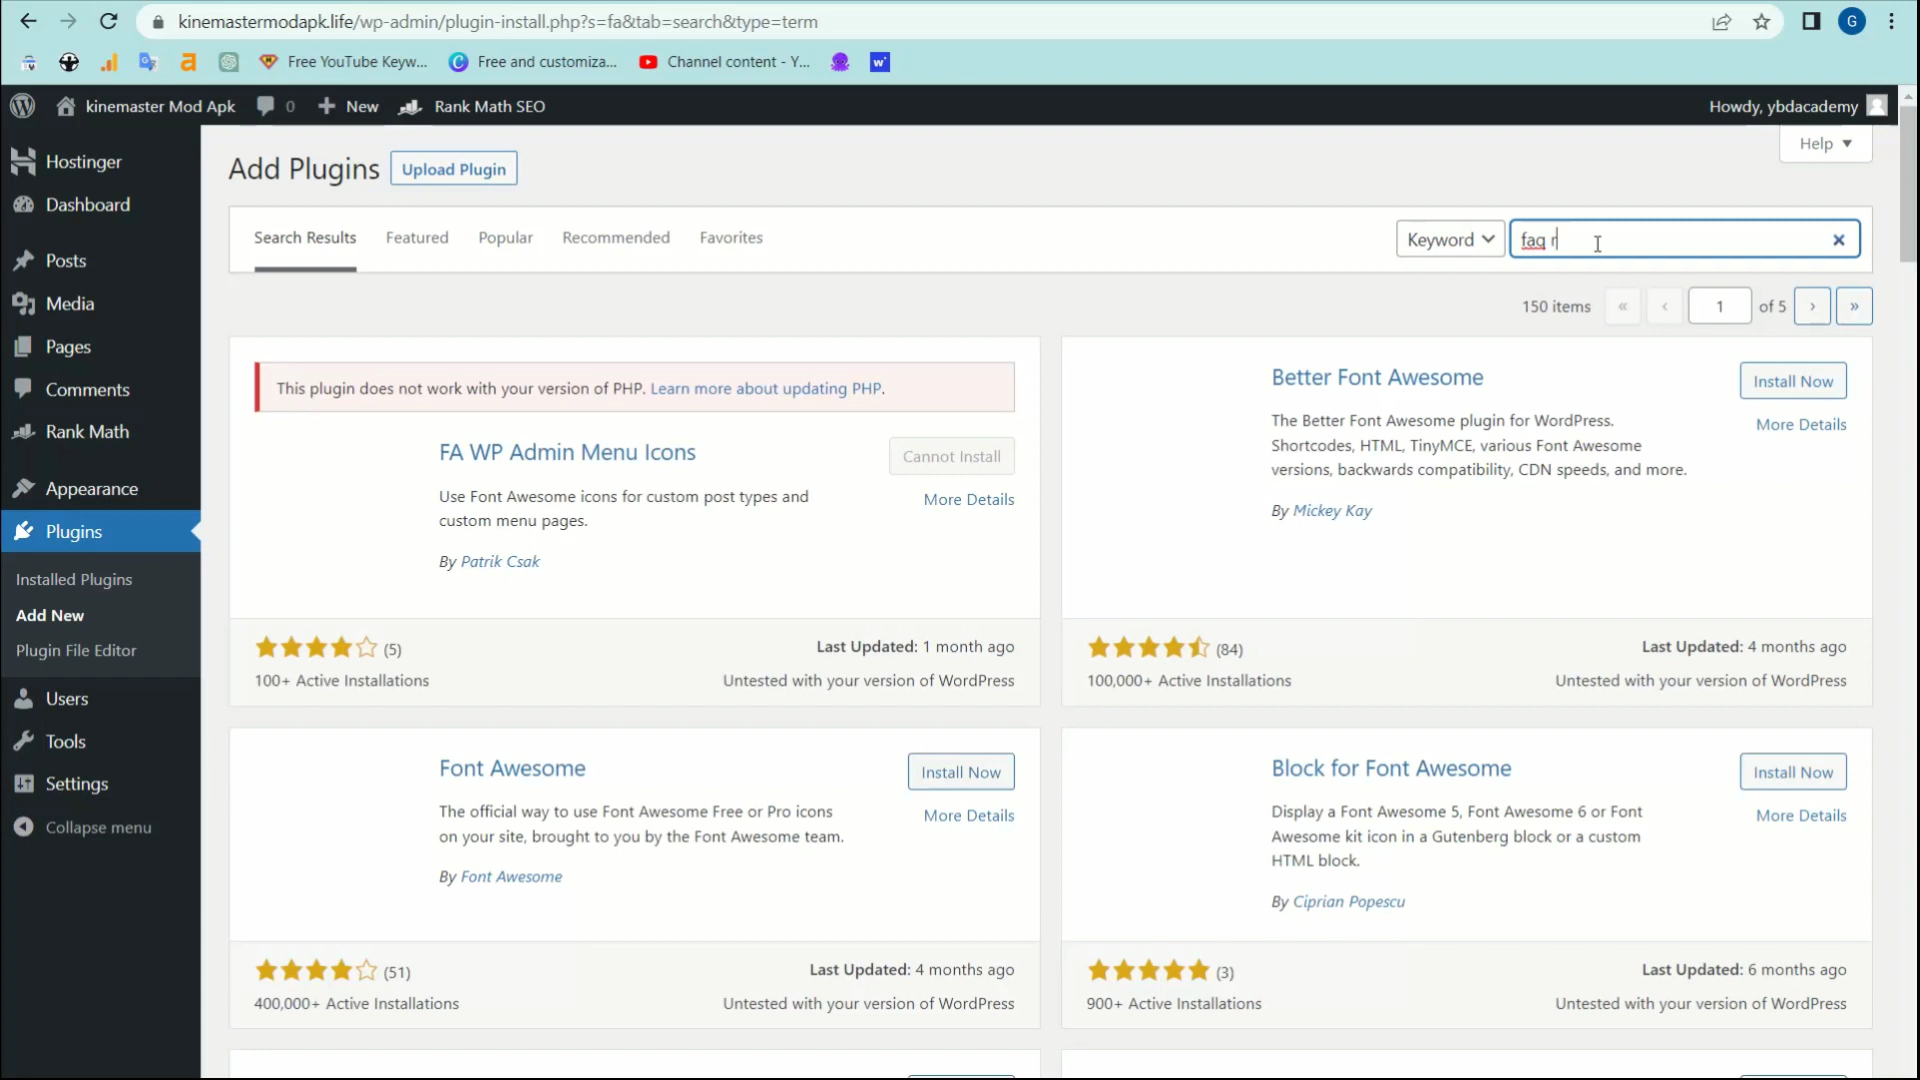 kinemastermodapk.life/wp-admin/plugin-install.php?s=fa&tab=search&type=term
G
Free YouTube Keyw...
Free and customiza...
Channel content - Y...
kinemaster Mod Apk
0
New
Rank Math SEO
Howdy, ybdacademy
Hostinger
Dashboard
Posts
Media
Pages
Comments
Rank Math
Appearance
Plugins
Installed Plugins
Add New
Plugin File Editor
Users
Tools
Settings
Collapse menu
Add Plugins
Upload Plugin
Help
Search Results
Featured
Popular
Recommended
Favorites
Keyword
faq r
150 items
«
‹
1
of 5
›
»
This plugin does not work with your version of PHP. Learn more about updating PHP.
FA WP Admin Menu Icons
Cannot Install
More Details
Use Font Awesome icons for custom post types and
custom menu pages.
By Patrik Csak
(5)
Last Updated: 1 month ago
100+ Active Installations
Untested with your version of WordPress
Better Font Awesome
Install Now
More Details
The Better Font Awesome plugin for WordPress.
Shortcodes, HTML, TinyMCE, various Font Awesome
versions, backwards compatibility, CDN speeds, and more.
By Mickey Kay
(84)
Last Updated: 4 months ago
100,000+ Active Installations
Untested with your version of WordPress
Font Awesome
Install Now
More Details
The official way to use Font Awesome Free or Pro icons
on your site, brought to you by the Font Awesome team.
By Font Awesome
(51)
Last Updated: 4 months ago
400,000+ Active Installations
Untested with your version of WordPress
Block for Font Awesome
Install Now
More Details
Display a Font Awesome 5, Font Awesome 6 or Font
Awesome kit icon in a Gutenberg block or a custom
HTML block.
By Ciprian Popescu
(3)
Last Updated: 6 months ago
900+ Active Installations
Untested with your version of WordPress